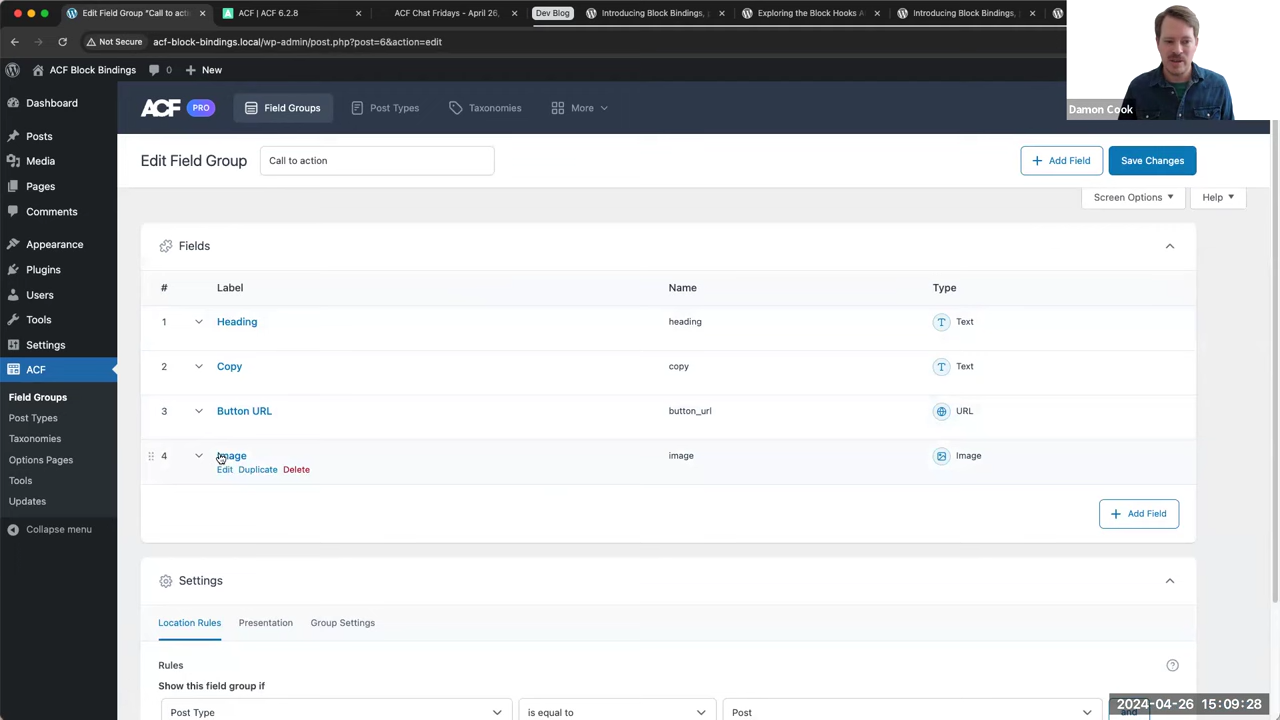 Edit Field Group "Call to action
ACF | ACF 6.2.8
ACF Chat Fridays - April 26,
Dev Blog
Introducing Block Bindings,
Exploring the Block Hooks A
Introducing Block Bindings,
Not Secure
acf-block-bindings.local/wp-admin/post.php?post=6&action=edit
ACF Block Bindings
0
+ New
Damon Cook
Dashboard
Posts
Media
Pages
Comments
Appearance
Plugins
Users
Tools
Settings
ACF
Field Groups
Post Types
Taxonomies
Options Pages
Tools
Updates
Collapse menu
ACF PRO
Field Groups
Post Types
Taxonomies
More
Edit Field Group
Call to action
+ Add Field
Save Changes
Screen Options
Help
Fields
# Label Name Type
1 Heading heading Text
2 Copy copy Text
3 Button URL button_url URL
4 Image image Image
Edit Duplicate Delete
+ Add Field
Settings
Location Rules Presentation Group Settings
Rules
Show this field group if
Post Type is equal to Post
2024-04-26 15:09:28